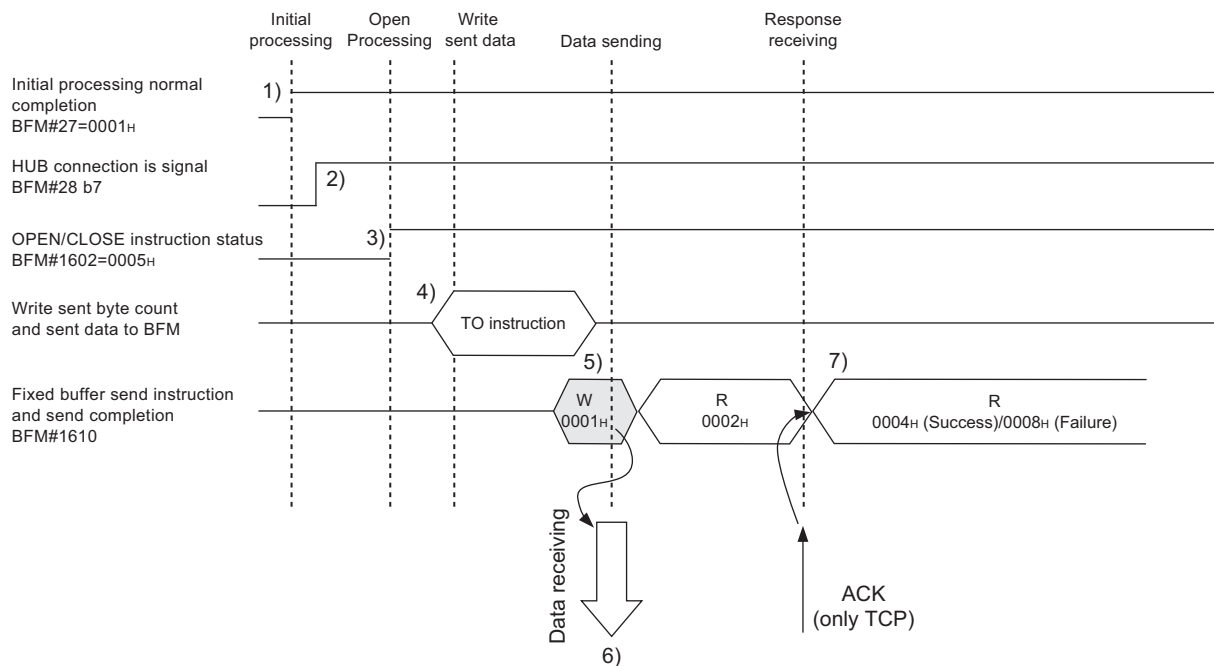 Initial
processing
Open
Processing
Write
sent data
Data sending
Response
receiving
Initial processing normal
completion
BFM#27=0001H
1)
HUB connection is signal
BFM#28 b7
2)
OPEN/CLOSE instruction status
BFM#1602=0005H
3)
Write sent byte count
and sent data to BFM
4)
TO instruction
Fixed buffer send instruction
and send completion
BFM#1610
5)
W
0001H
R
0002H
7)
R
0004H (Success)/0008H (Failure)
Data receiving
6)
ACK
(only TCP)